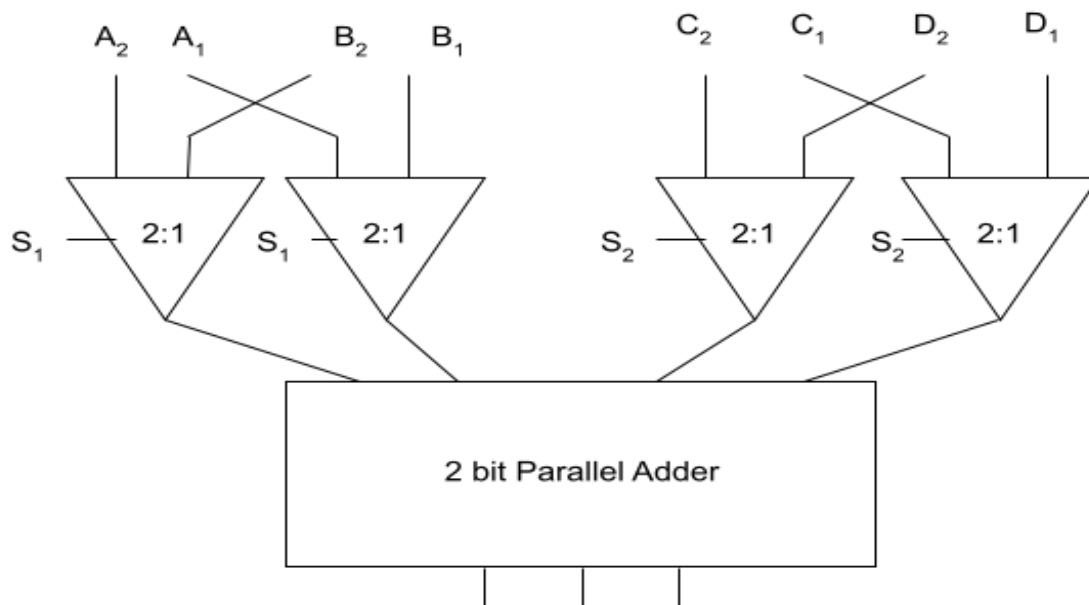 A₂ A₁ B₂ B₁ C₂ C₁ D₂ D₁
S₁ 2:1 S₁ 2:1 S₂ 2:1 S₂ 2:1
2 bit Parallel Adder